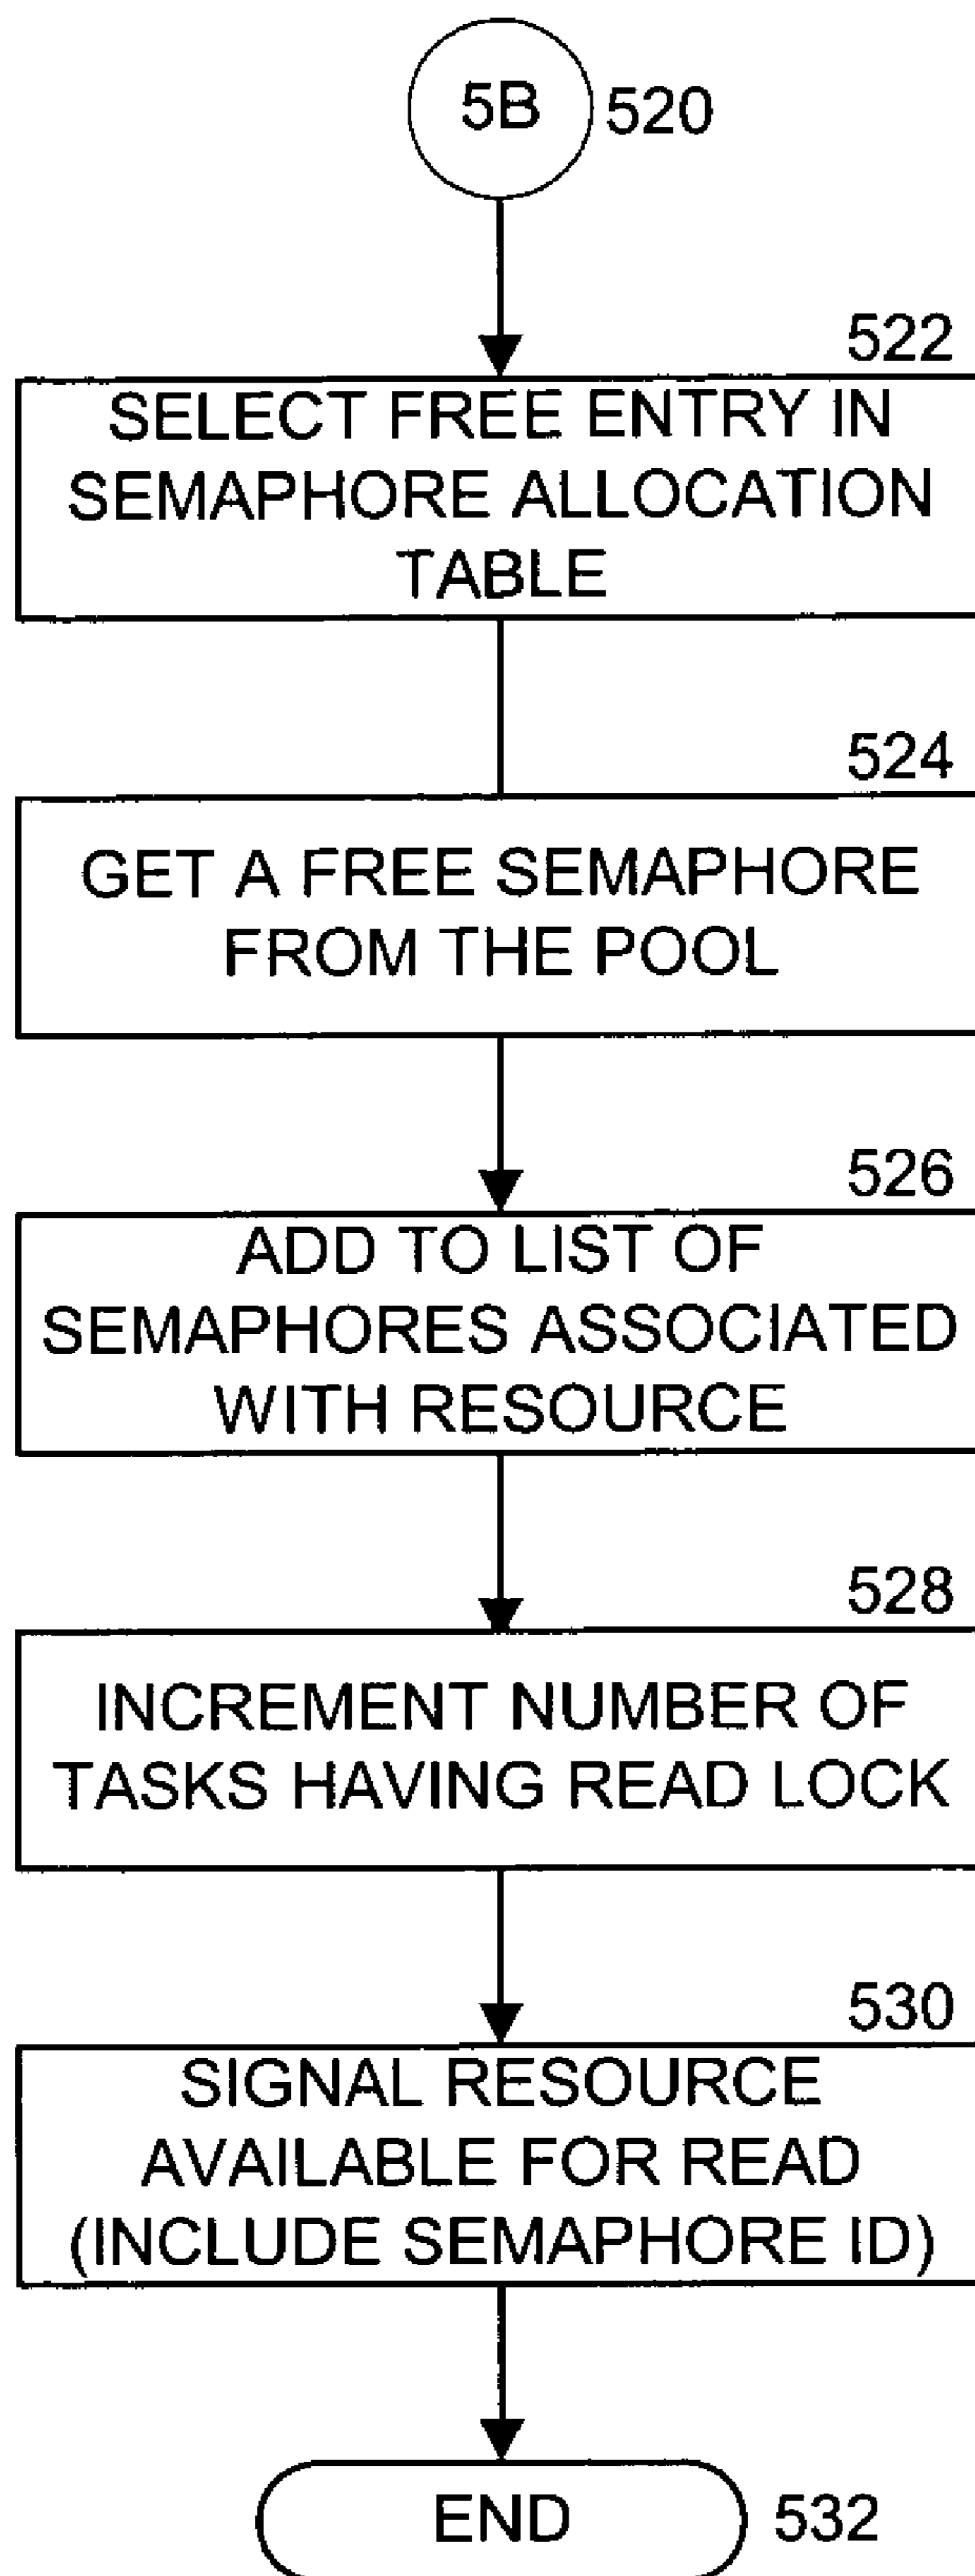 5B 520
522
SELECT FREE ENTRY IN
SEMAPHORE ALLOCATION
TABLE
524
GET A FREE SEMAPHORE
FROM THE POOL
526
ADD TO LIST OF
SEMAPHORES ASSOCIATED
WITH RESOURCE
528
INCREMENT NUMBER OF
TASKS HAVING READ LOCK
530
SIGNAL RESOURCE
AVAILABLE FOR READ
(INCLUDE SEMAPHORE ID)
END 532